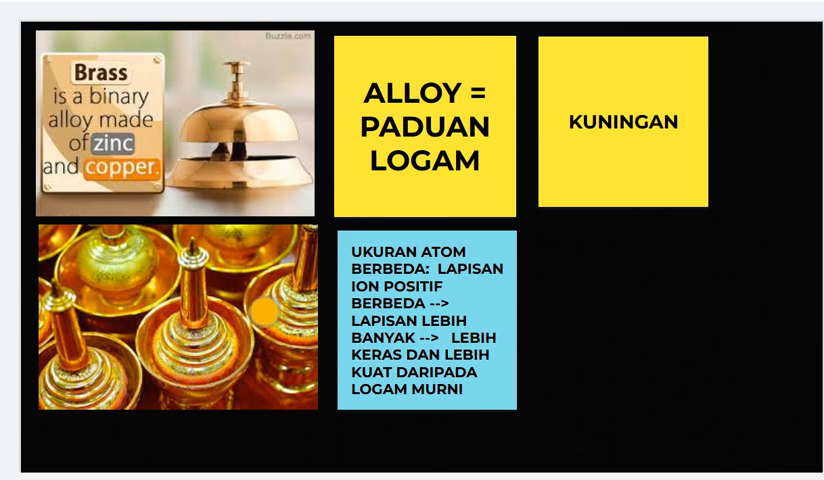 Buzzle.com
Brass
is a binary
alloy made
of zinc
and copper.
ALLOY =
PADUAN
LOGAM
KUNINGAN
UKURAN ATOM
BERBEDA: LAPISAN
ION POSITIF
BERBEDA -->
LAPISAN LEBIH
BANYAK --> LEBIH
KERAS DAN LEBIH
KUAT DARIPADA
LOGAM MURNI